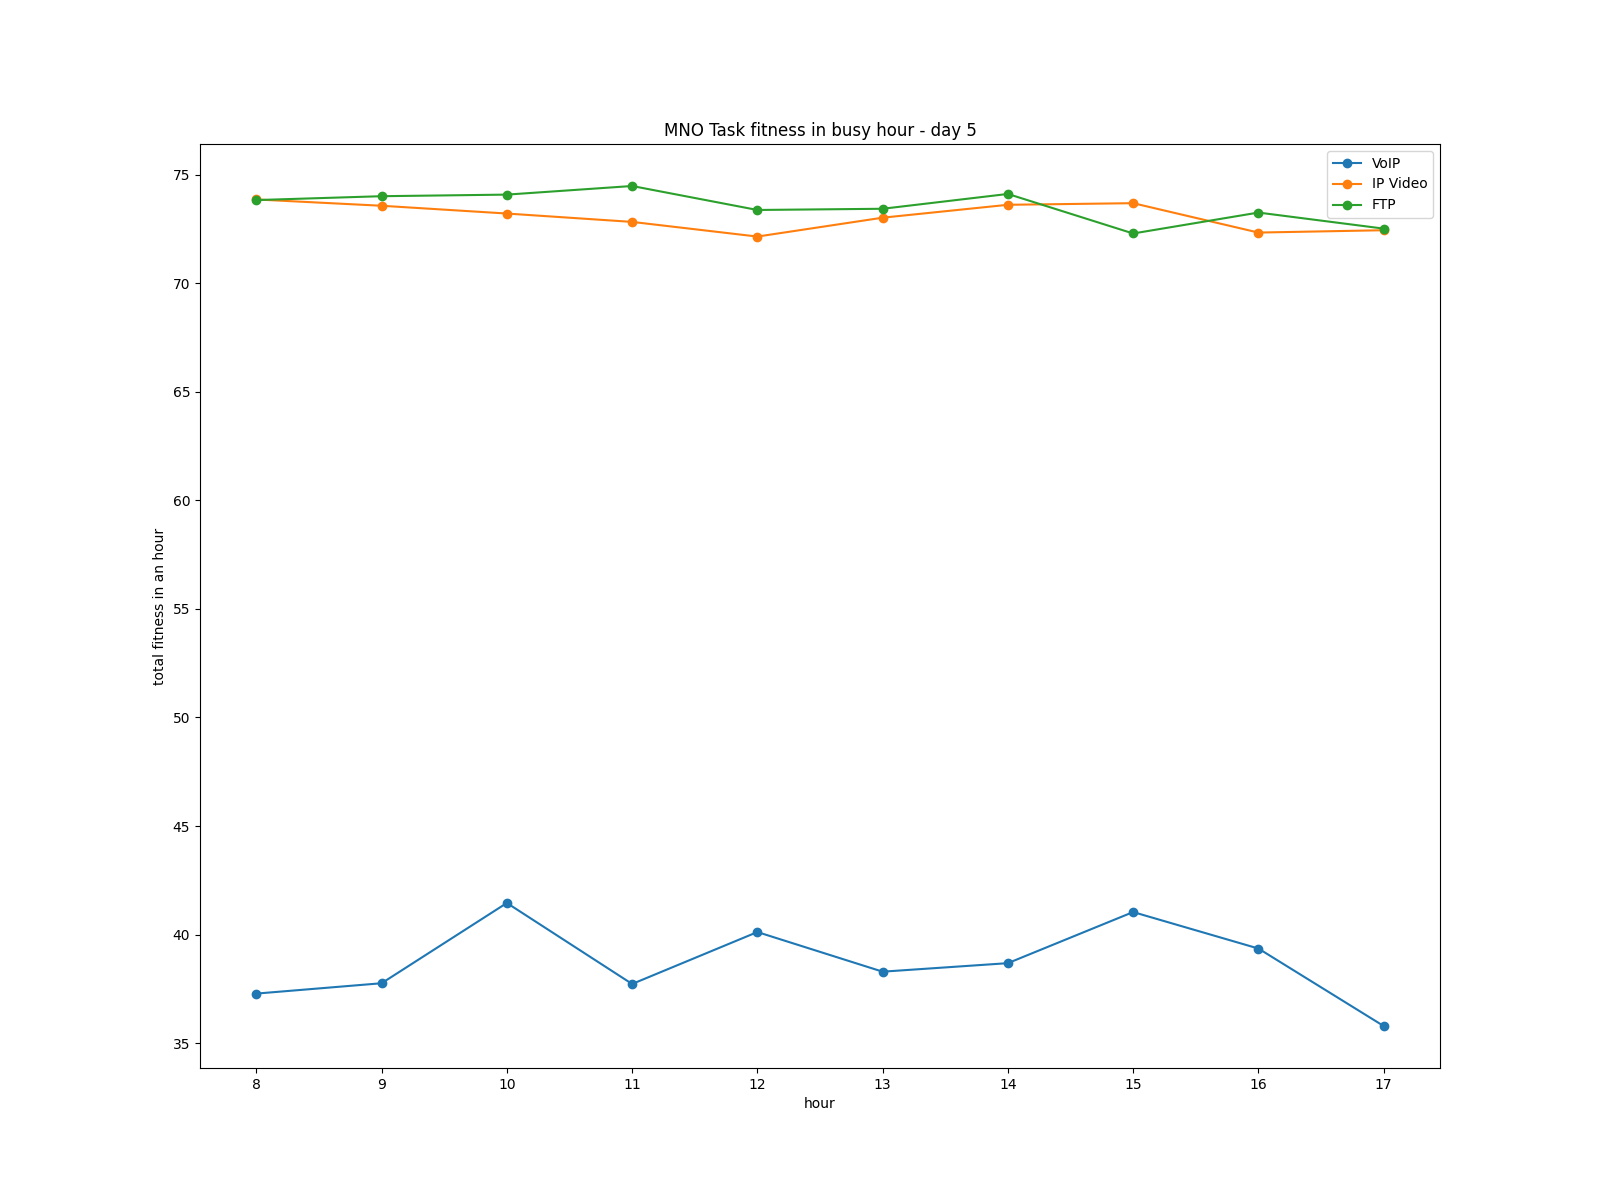 MNO Task fitness in busy hour - day 5
VoIP
IP Video
FTP
75
70
65
60
55
50
45
40
35
total fitness in an hour
8 9 10 11 12 13 14 15 16 17
hour